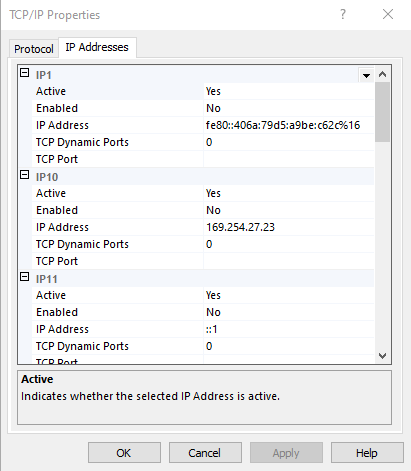 TCP/IP Properties
Protocol IP Addresses
IP1
Active Yes
Enabled No
IP Address fe80::406a:79d5:a9be:c62c%16
TCP Dynamic Ports 0
TCP Port
IP10
Active Yes
Enabled No
IP Address 169.254.27.23
TCP Dynamic Ports 0
TCP Port
IP11
Active Yes
Enabled No
IP Address ::1
TCP Dynamic Ports 0
TCP Port
Active
Indicates whether the selected IP Address is active.
OK Cancel Apply Help